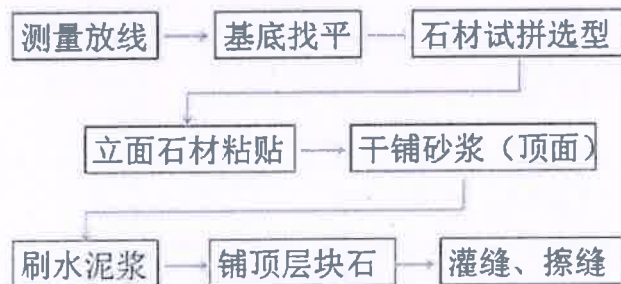 测量放线 基底找平 石材试拼选型
立面石材粘贴 干铺砂浆（顶面）
刷水泥浆 铺顶层块石 灌缝、擦缝